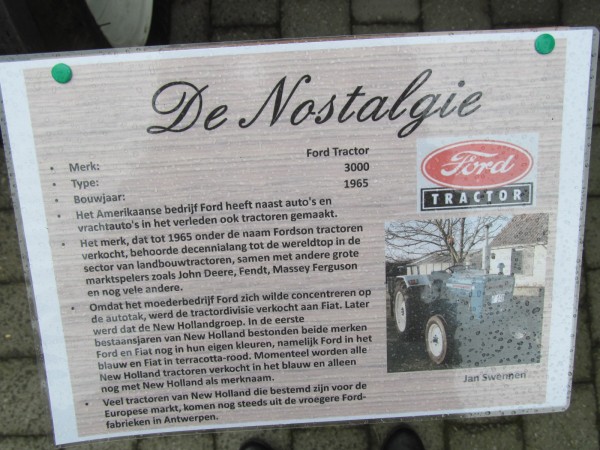 De Nostalgie
Merk: Ford Tractor
Type: 3000
Bouwjaar: 1965
Het Amerikaanse bedrijf Ford heeft naast auto's en
vrachtauto's in het verleden ook tractoren gemaakt.
Het merk, dat tot 1965 onder de naam Fordson tractoren
verkocht, behoorde decennialang tot de wereldtop in de
sector van landbouwtractoren, samen met andere grote
marktspelers zoals John Deere, Fendt, Massey Ferguson
en nog vele andere.
Omdat het moederbedrijf Ford zich wilde concentreren op
de autotak, werd de tractordivisie verkocht aan Fiat. Later
werd dat de New Hollandgroep. In de eerste
bestaansjaren van New Holland bestonden beide merken
Ford en Fiat nog in hun eigen kleuren, namelijk Ford in het
blauw en Fiat in terracotta-rood. Momenteel worden alle
New Holland tractoren verkocht in het blauw en alleen
nog met New Holland als merknaam.
Veel tractoren van New Holland die bestemd zijn voor de
Europese markt, komen nog steeds uit de vroegere Ford-
fabrieken in Antwerpen.
Ford
TRACTOR
Jan Swennen